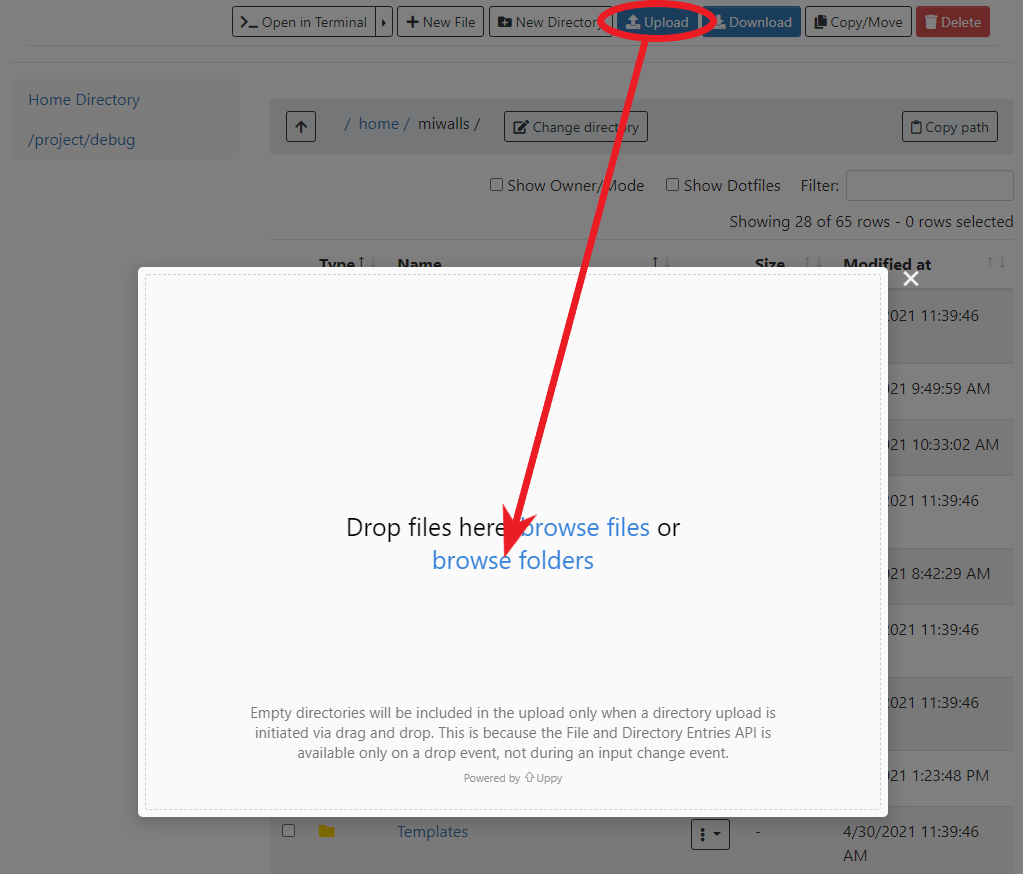 Open in Terminal New File New Directory Upload Download Copy/Move Delete
Home Directory
/project/debug
/ home / miwalls / Change directory Copy path
Show Owner/Mode Show Dotfiles Filter:
Showing 28 of 65 rows - 0 rows selected
Type Name Size Modified at
2021 11:39:46
21 9:49:59 AM
21 10:33:02 AM
2021 11:39:46
21 8:42:29 AM
2021 11:39:46
2021 11:39:46
21 1:23:48 PM
Drop files here browse files or
browse folders
Empty directories will be included in the upload only when a directory upload is
initiated via drag and drop. This is because the File and Directory Entries API is
available only on a drop event, not during an input change event.
Powered by Uppy
Templates - 4/30/2021 11:39:46
AM